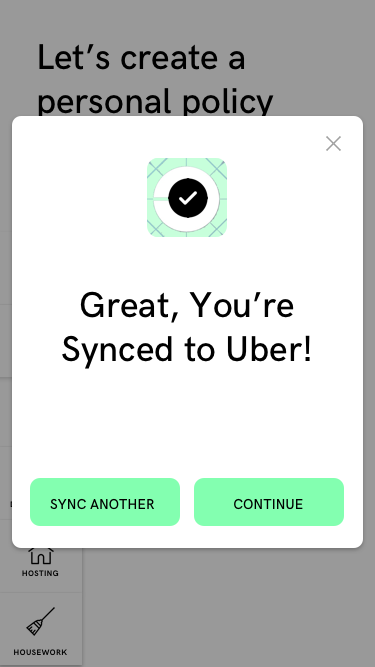 Let’s create a
personal policy
Great, You’re
Synced to Uber!
SYNC ANOTHER
CONTINUE
HOSTING
HOUSEWORK